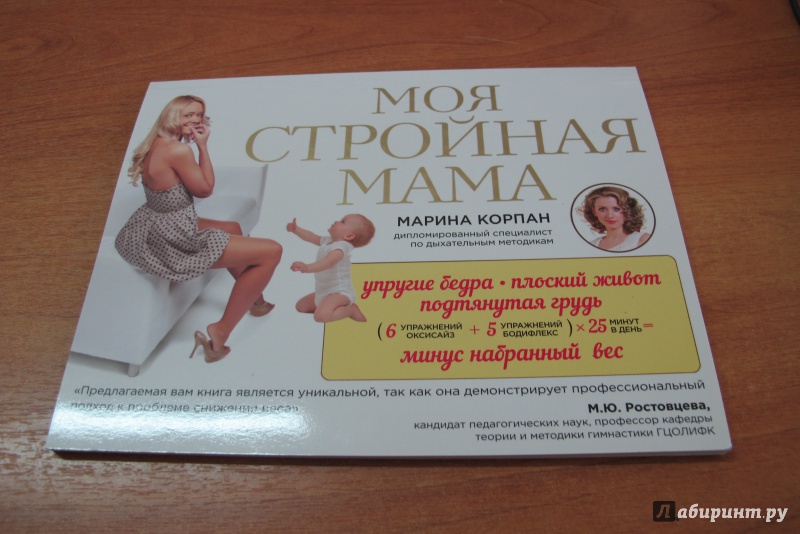 МОЯ
СТРОЙНАЯ
МАМА
МАРИНА КОРПАН
дипломированный специалист
по дыхательным методикам
упругие бедра • плоский живот
подтянутая грудь
(6 УПРАЖНЕНИЙ ОКСИСАЙЗ + 5 УПРАЖНЕНИЙ БОДИФЛЕКС) × 25 МИНУТ В ДЕНЬ =
минус набранный вес
«Предлагаемая вам книга является уникальной, так как она демонстрирует профессиональный
подход к проблеме снижения веса»
М.Ю. Ростовцева,
кандидат педагогических наук, профессор кафедры
теории и методики гимнастики ГЦОЛИФК
Лабиринт.ру